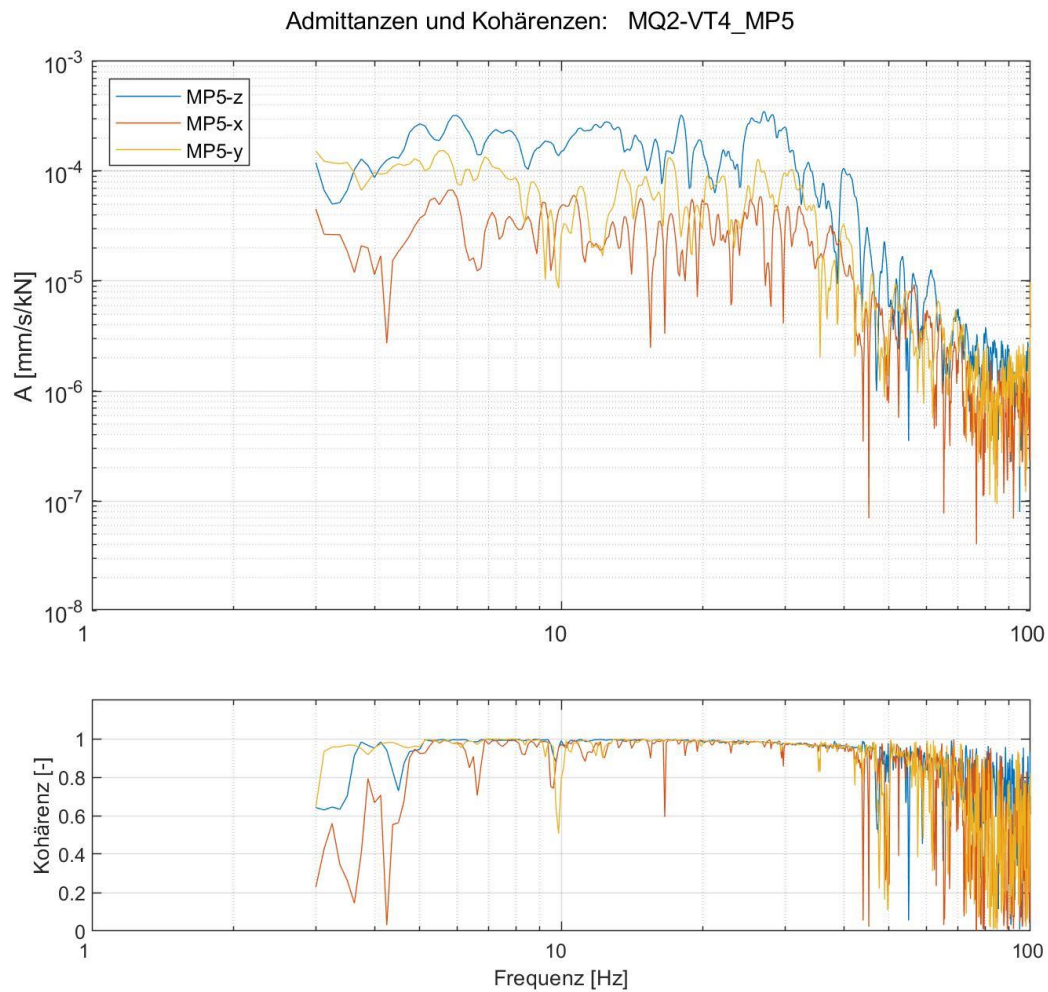 Admittanzen und Kohärenzen: MQ2-VT4_MP5
10^-3
MP5-z
MP5-x
MP5-y
10^-4
10^-5
A [mm/s/kN]
10^-6
10^-7
10^-8
1 10 100
1
0.8
0.6
0.4
0.2
0
Kohärenz [-]
1 10 100
Frequenz [Hz]